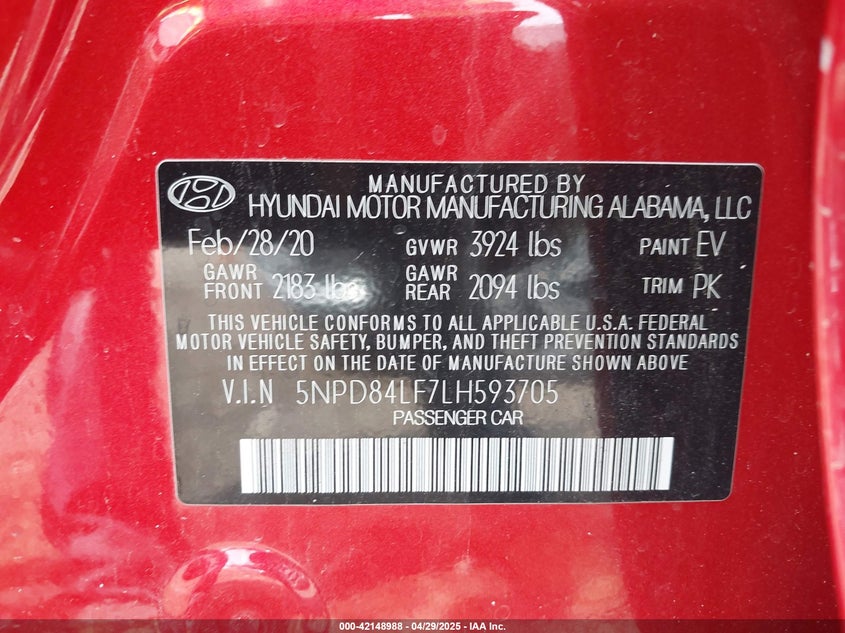 MANUFACTURED BY
HYUNDAI MOTOR MANUFACTURING ALABAMA, LLC
Feb/28/20 GVWR 3924 lbs PAINT EV
GAWR FRONT 2183 lbs GAWR REAR 2094 lbs TRIM PK
THIS VEHICLE CONFORMS TO ALL APPLICABLE U.S.A. FEDERAL
MOTOR VEHICLE SAFETY, BUMPER, AND THEFT PREVENTION STANDARDS
IN EFFECT ON THE DATE OF MANUFACTURE SHOWN ABOVE
V.I.N 5NPD84LF7LH593705
PASSENGER CAR
000-42148988 - 04/29/2025 - IAA Inc.